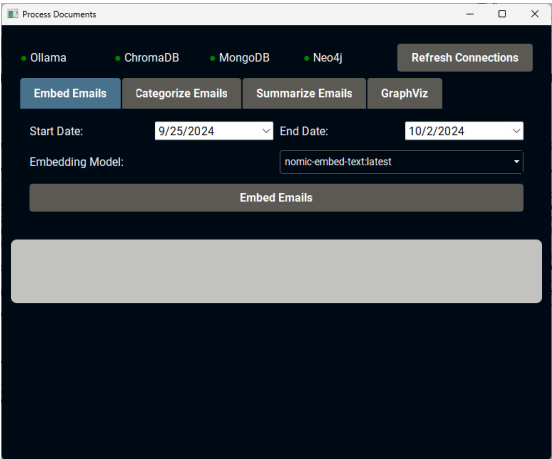 Process Documents
Ollama ChromaDB MongoDB Neo4j Refresh Connections
Embed Emails Categorize Emails Summarize Emails GraphViz
Start Date: 9/25/2024 End Date: 10/2/2024
Embedding Model: nomic-embed-text:latest
Embed Emails